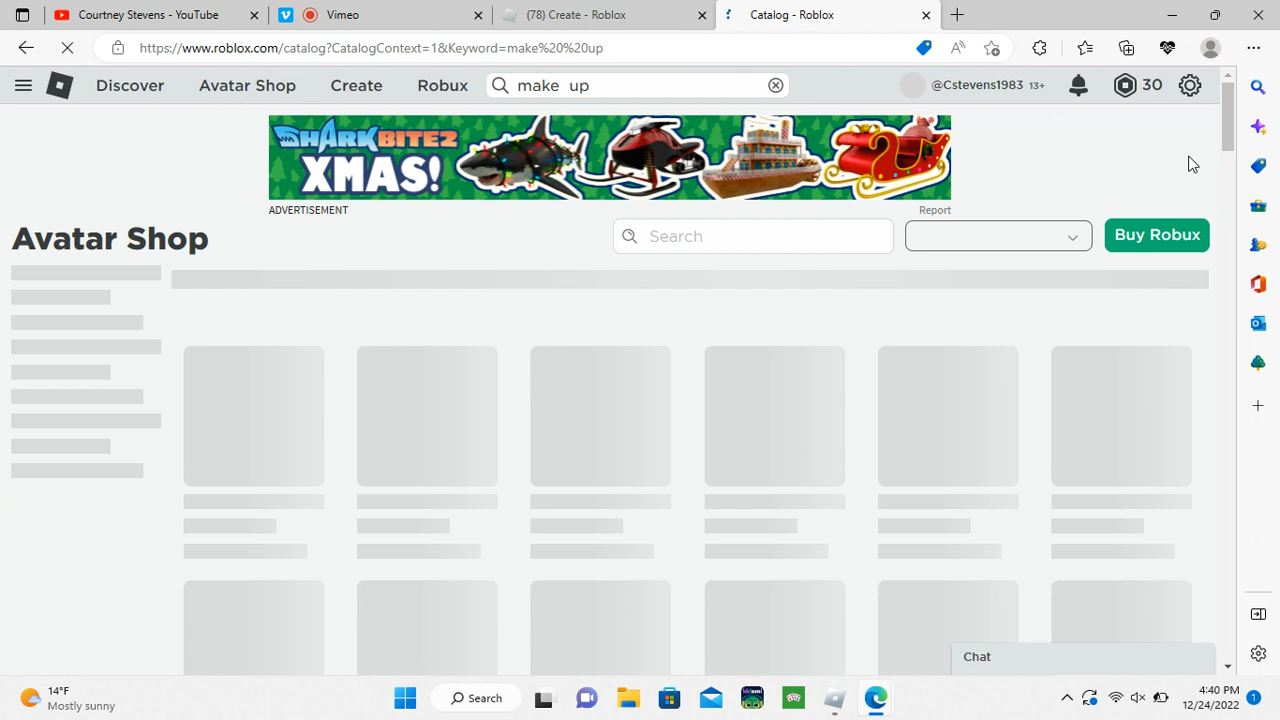 Courtney Stevens - YouTube
Vimeo
(78) Create - Roblox
Catalog - Roblox
https://www.roblox.com/catalog?CatalogContext=1&Keyword=make%20%20up
Discover
Avatar Shop
Create
Robux
make  up
@Cstevens1983 13+
30
SHARKBITE2
XMAS!
ADVERTISEMENT
Report
Avatar Shop
Search
Buy Robux
Chat
14°F
Mostly sunny
Search
4:40 PM
12/24/2022
1